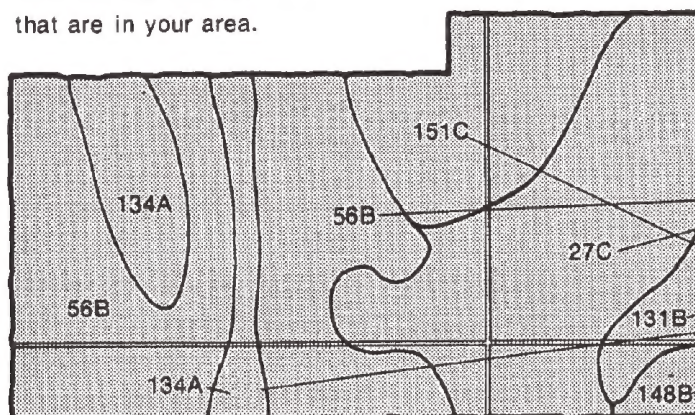 that are in your area.
151C
134A
56B
27C
56B
131B
134A
148B